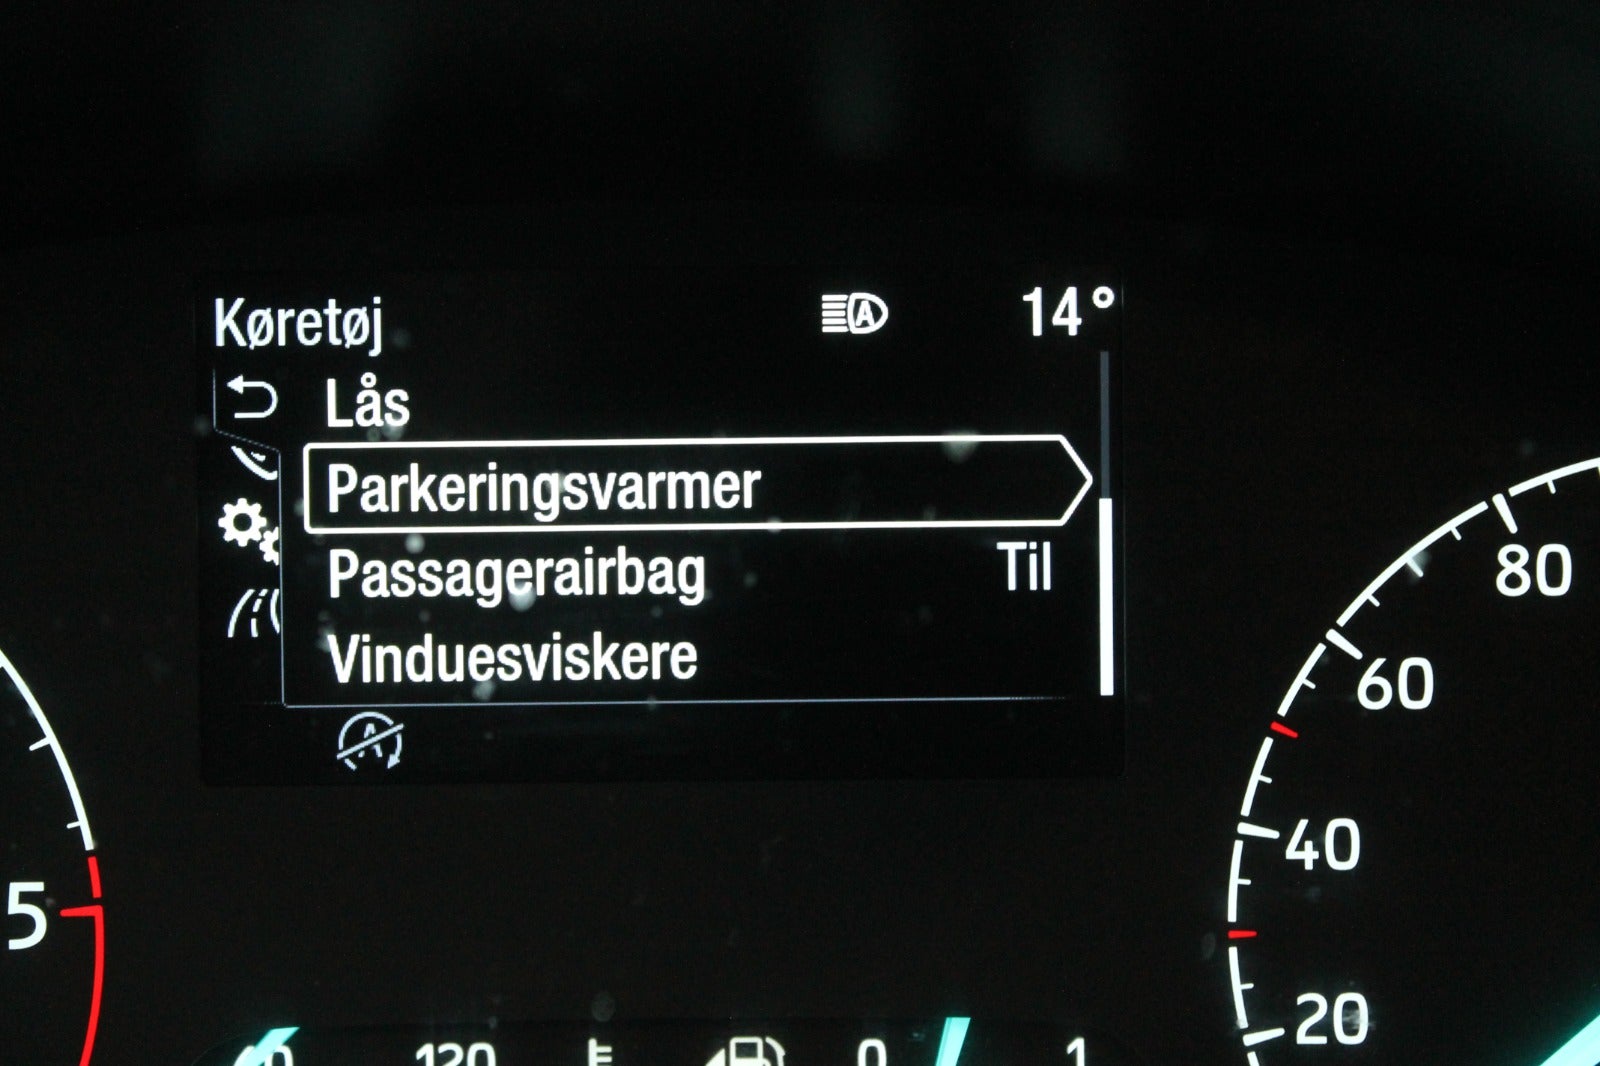 Køretøj
14°
Lås
Parkeringsvarmer
Passagerairbag Til
Vinduesviskere
80
60
40
20
5
120
0
1